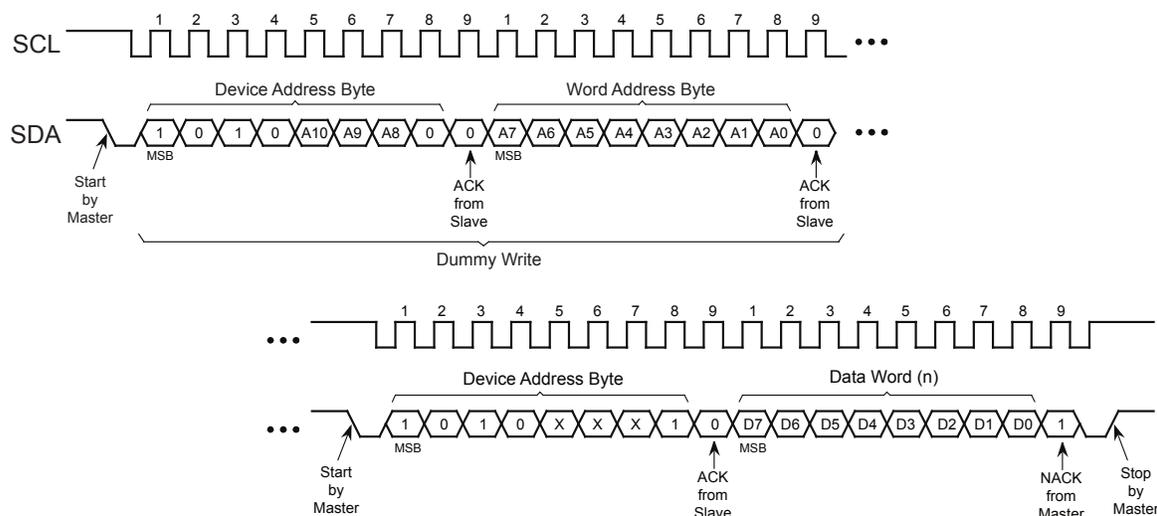 1 2 3 4 5 6 7 8 9 1 2 3 4 5 6 7 8 9
SCL
Device Address Byte Word Address Byte
SDA 1 0 1 0 A10 A9 A8 0 0 A7 A6 A5 A4 A3 A2 A1 A0 0
MSB MSB
Start
by
Master
ACK
from
Slave
ACK
from
Slave
Dummy Write
1 2 3 4 5 6 7 8 9 1 2 3 4 5 6 7 8 9
Device Address Byte Data Word (n)
1 0 1 0 X X X 1 0 D7 D6 D5 D4 D3 D2 D1 D0 1
MSB MSB
Start
by
Master
ACK
from
Slave
NACK
from
Master
Stop
by
Master